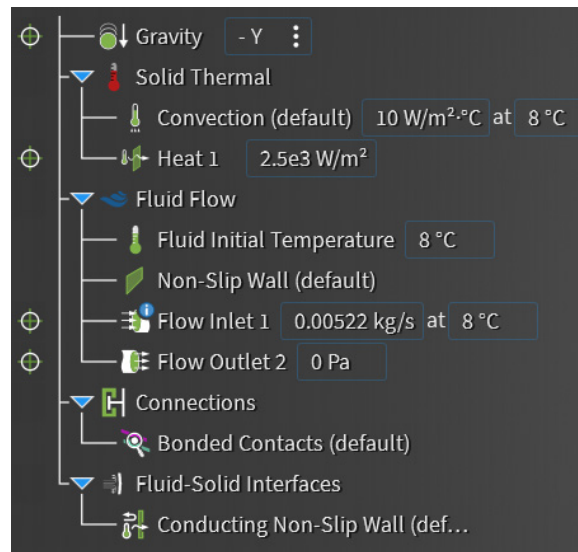 Gravity - Y
Solid Thermal
Convection (default) 10 W/m²·°C at 8 °C
Heat 1 2.5e3 W/m²
Fluid Flow
Fluid Initial Temperature 8 °C
Non-Slip Wall (default)
Flow Inlet 1 0.00522 kg/s at 8 °C
Flow Outlet 2 0 Pa
Connections
Bonded Contacts (default)
Fluid-Solid Interfaces
Conducting Non-Slip Wall (def...